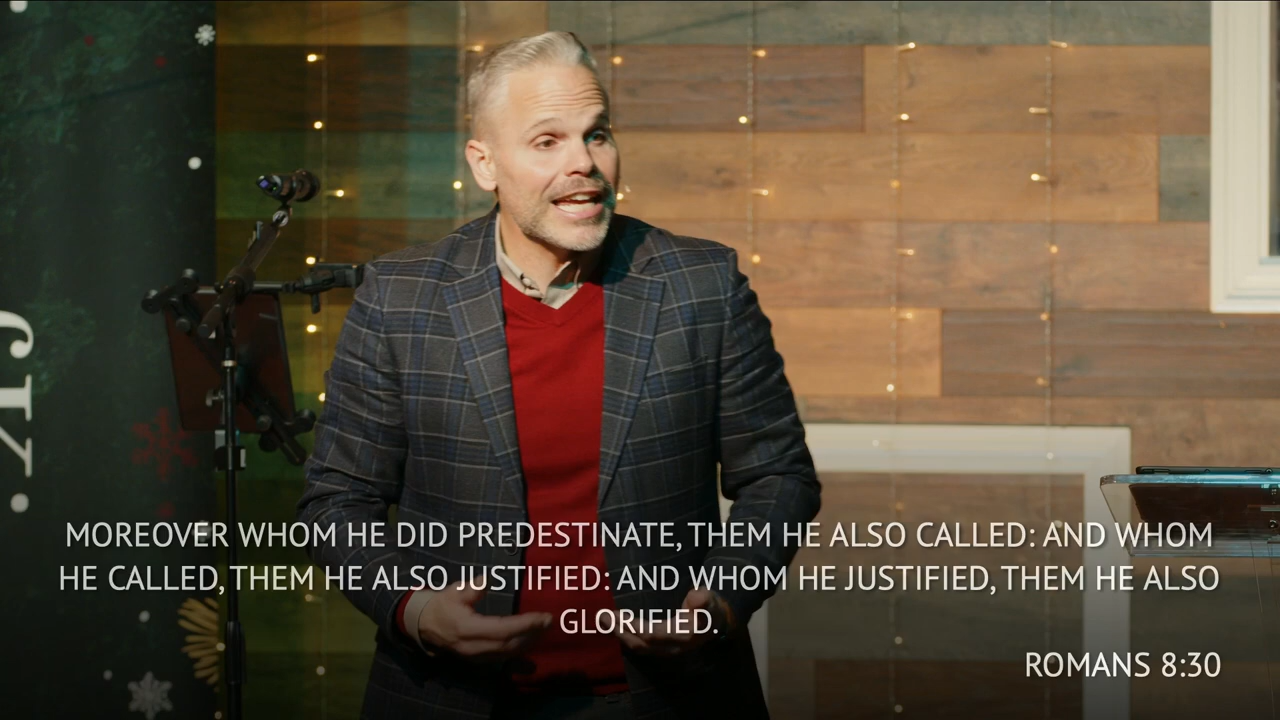 MOREOVER WHOM HE DID PREDESTINATE, THEM HE ALSO CALLED: AND WHOM
HE CALLED, THEM HE ALSO JUSTIFIED: AND WHOM HE JUSTIFIED, THEM HE ALSO
GLORIFIED.
ROMANS 8:30